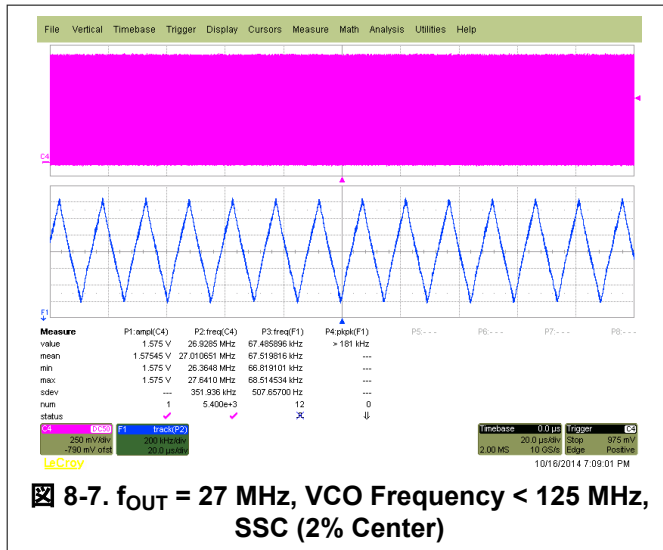 File Vertical Timebase Trigger Display Cursors Measure Math Analysis Utilities Help
C4
F1
Measure P1:ampl(C4) P2:freq(C4) P3:freq(F1) P4:pkpk(F1) P5:--- P6:--- P7:--- P8:---
value 1.575 V 26.9285 MHz 67.485896 kHz > 181 kHz
mean 1.57545 V 27.010651 MHz 67.519816 kHz ---
min 1.575 V 26.3648 MHz 66.819101 kHz ---
max 1.575 V 27.6410 MHz 68.514534 kHz ---
sdev --- 351.936 kHz 507.65700 Hz ---
num 1 5.400e+3 12 0
status
C4 DC50 F1 track(P2) Timebase 0.0 µs Trigger C4
250 mV/div 200 kHz/div 20.0 µs/div Stop 975 mV
-790 mV ofst 20.0 µs/div 2.00 MS 10 GS/s Edge Positive
LeCroy 10/16/2014 7:09:01 PM
図 8-7. fOUT = 27 MHz, VCO Frequency < 125 MHz,
SSC (2% Center)